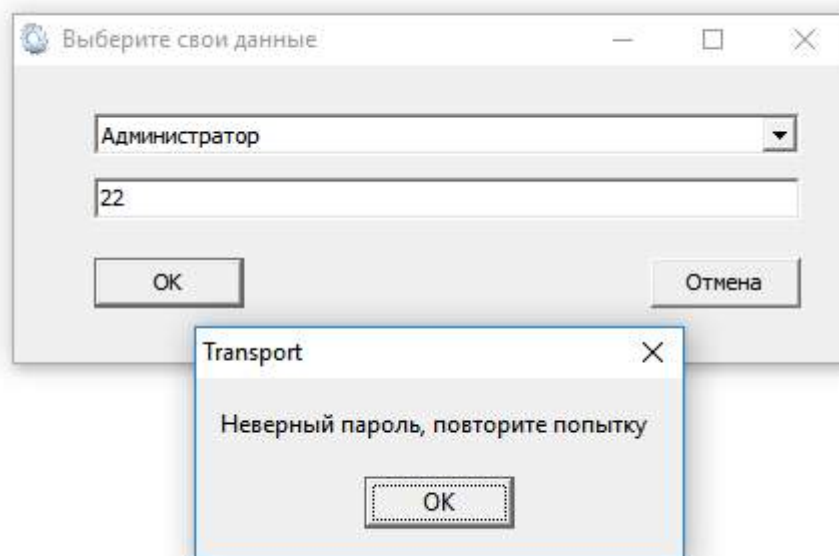 Выберите свои данные
Администратор
22
OK
Отмена
Transport
Неверный пароль, повторите попытку
OK